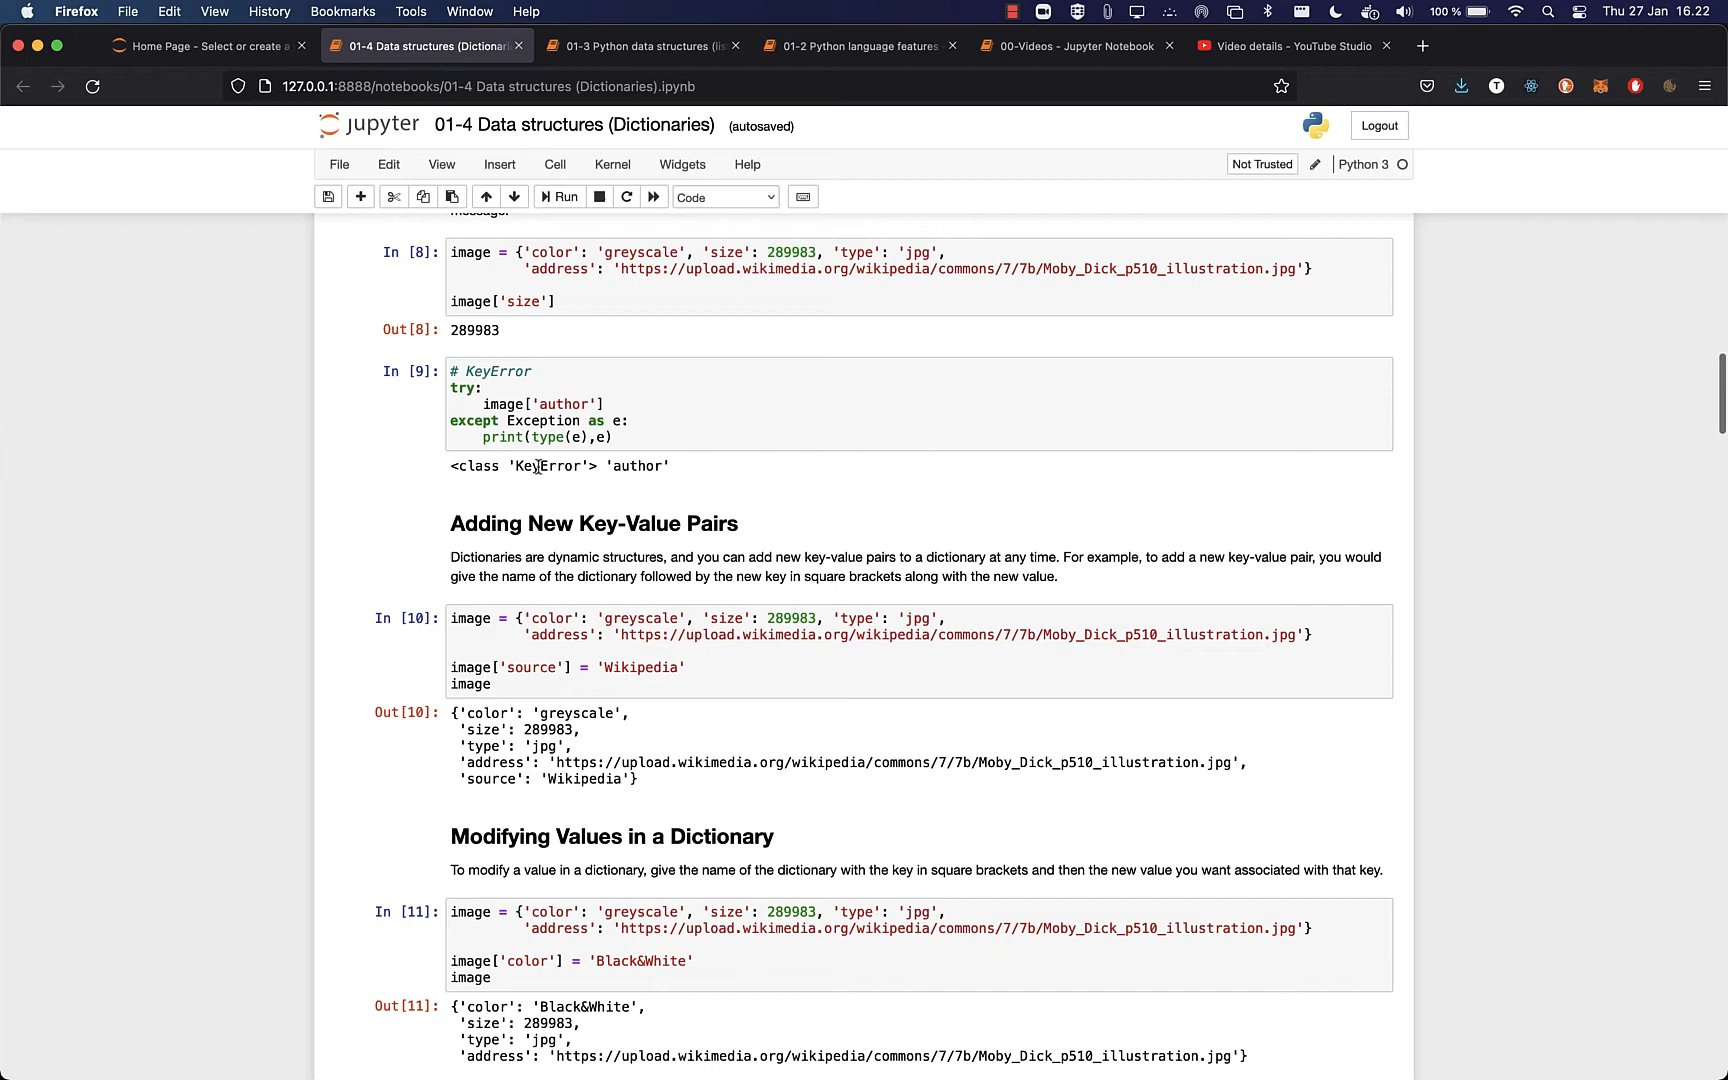 Firefox File Edit View History Bookmarks Tools Window Help 100 % Thu 27 Jan 16.22
Home Page - Select or create a
01-4 Data structures (Dictionari
01-3 Python data structures (lis
01-2 Python language features
00-Videos - Jupyter Notebook
Video details - YouTube Studio
127.0.0.1:8888/notebooks/01-4 Data structures (Dictionaries).ipynb
jupyter 01-4 Data structures (Dictionaries) (autosaved) Logout
File Edit View Insert Cell Kernel Widgets Help Not Trusted Python 3
Run Code
message.
In [8]: image = {'color': 'greyscale', 'size': 289983, 'type': 'jpg',
'address': 'https://upload.wikimedia.org/wikipedia/commons/7/7b/Moby_Dick_p510_illustration.jpg'}
image['size']
Out[8]: 289983
In [9]: # KeyError
try:
image['author']
except Exception as e:
print(type(e),e)
<class 'KeyError'> 'author'
Adding New Key-Value Pairs
Dictionaries are dynamic structures, and you can add new key-value pairs to a dictionary at any time. For example, to add a new key-value pair, you would
give the name of the dictionary followed by the new key in square brackets along with the new value.
In [10]: image = {'color': 'greyscale', 'size': 289983, 'type': 'jpg',
'address': 'https://upload.wikimedia.org/wikipedia/commons/7/7b/Moby_Dick_p510_illustration.jpg'}
image['source'] = 'Wikipedia'
image
Out[10]: {'color': 'greyscale',
'size': 289983,
'type': 'jpg',
'address': 'https://upload.wikimedia.org/wikipedia/commons/7/7b/Moby_Dick_p510_illustration.jpg',
'source': 'Wikipedia'}
Modifying Values in a Dictionary
To modify a value in a dictionary, give the name of the dictionary with the key in square brackets and then the new value you want associated with that key.
In [11]: image = {'color': 'greyscale', 'size': 289983, 'type': 'jpg',
'address': 'https://upload.wikimedia.org/wikipedia/commons/7/7b/Moby_Dick_p510_illustration.jpg'}
image['color'] = 'Black&White'
image
Out[11]: {'color': 'Black&White',
'size': 289983,
'type': 'jpg',
'address': 'https://upload.wikimedia.org/wikipedia/commons/7/7b/Moby_Dick_p510_illustration.jpg'}